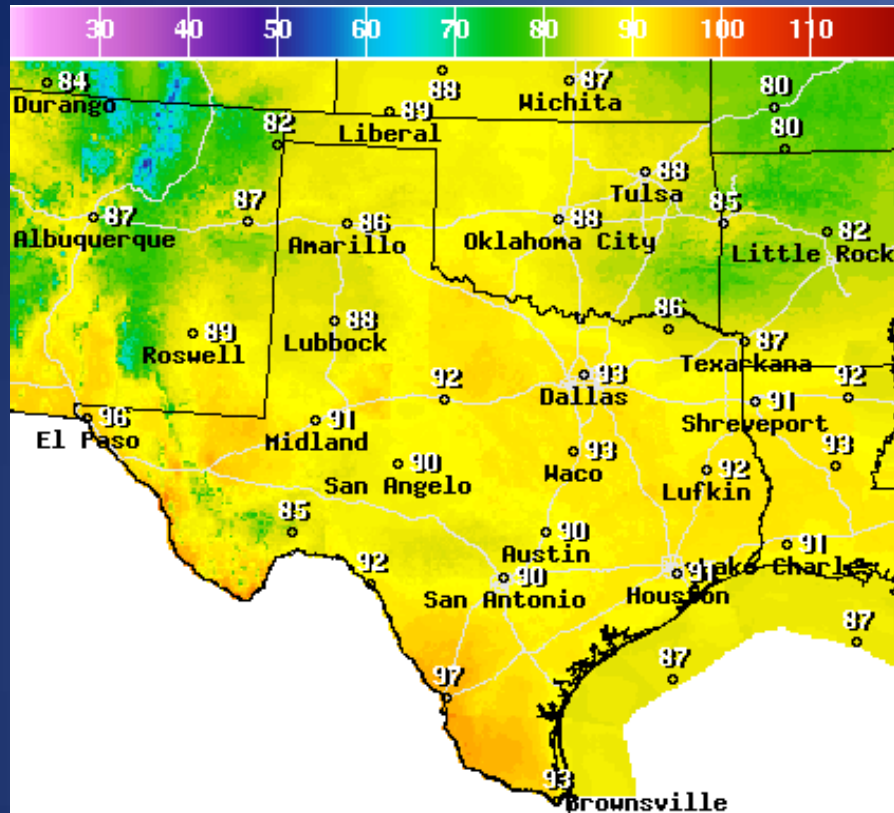 30 40 50 60 70 80 90 100 110
84
Durango
88
87
Wichita
89
Liberal
80
82
80
88
Tulsa
87
Albuquerque
87
86
Amarillo
88
Oklahoma City
85
82
Little Rock
89
Roswell
88
Lubbock
86
87
Texarkana
93
Dallas
92
91
Shreveport
92
96
El Paso
91
Midland
90
San Angelo
93
Waco
92
Lufkin
93
85
90
Austin
91
Lake Charles
92
90
San Antonio
91
Houston
87
87
97
93
Brownsville